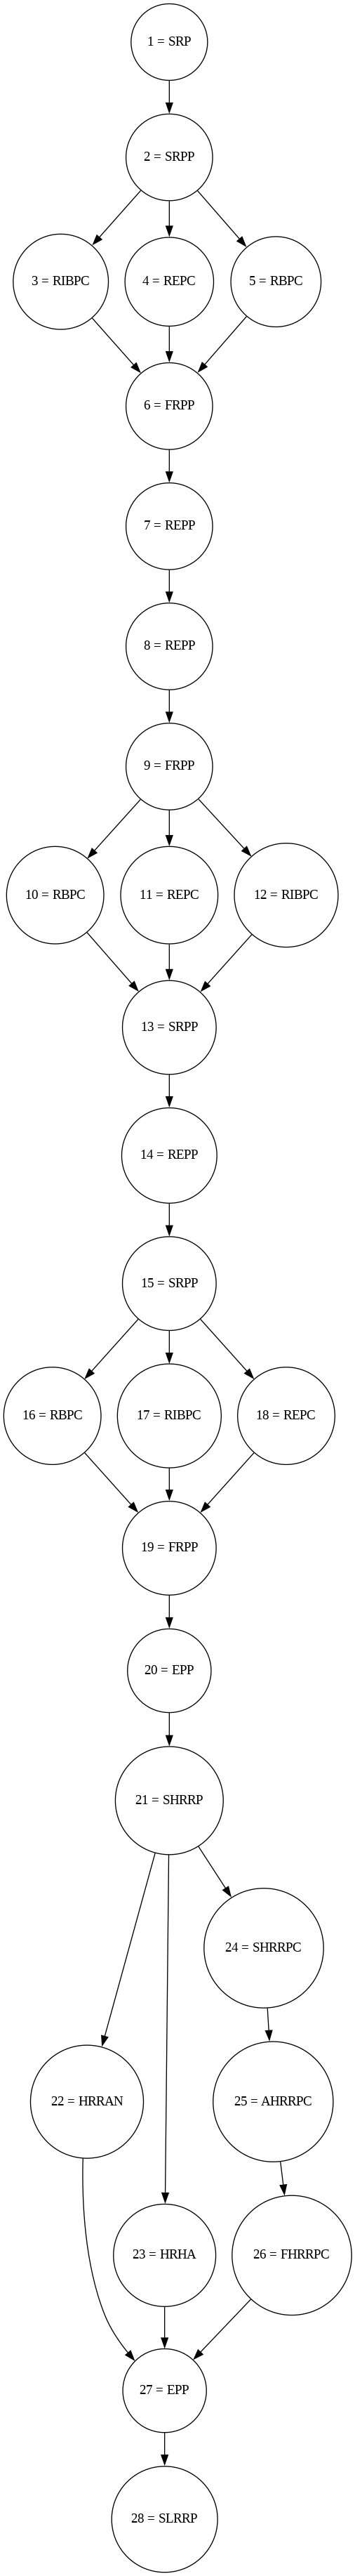 1 = SRP
2 = SRPP
3 = RIBPC
4 = REPC
5 = RBPC
6 = FRPP
7 = REPP
8 = REPP
9 = FRPP
10 = RBPC
11 = REPC
12 = RIBPC
13 = SRPP
14 = REPP
15 = SRPP
16 = RBPC
17 = RIBPC
18 = REPC
19 = FRPP
20 = EPP
21 = SHRRP
24 = SHRRPC
22 = HRRAN
25 = AHRRPC
23 = HRHA
26 = FHRRPC
27 = EPP
28 = SLRRP